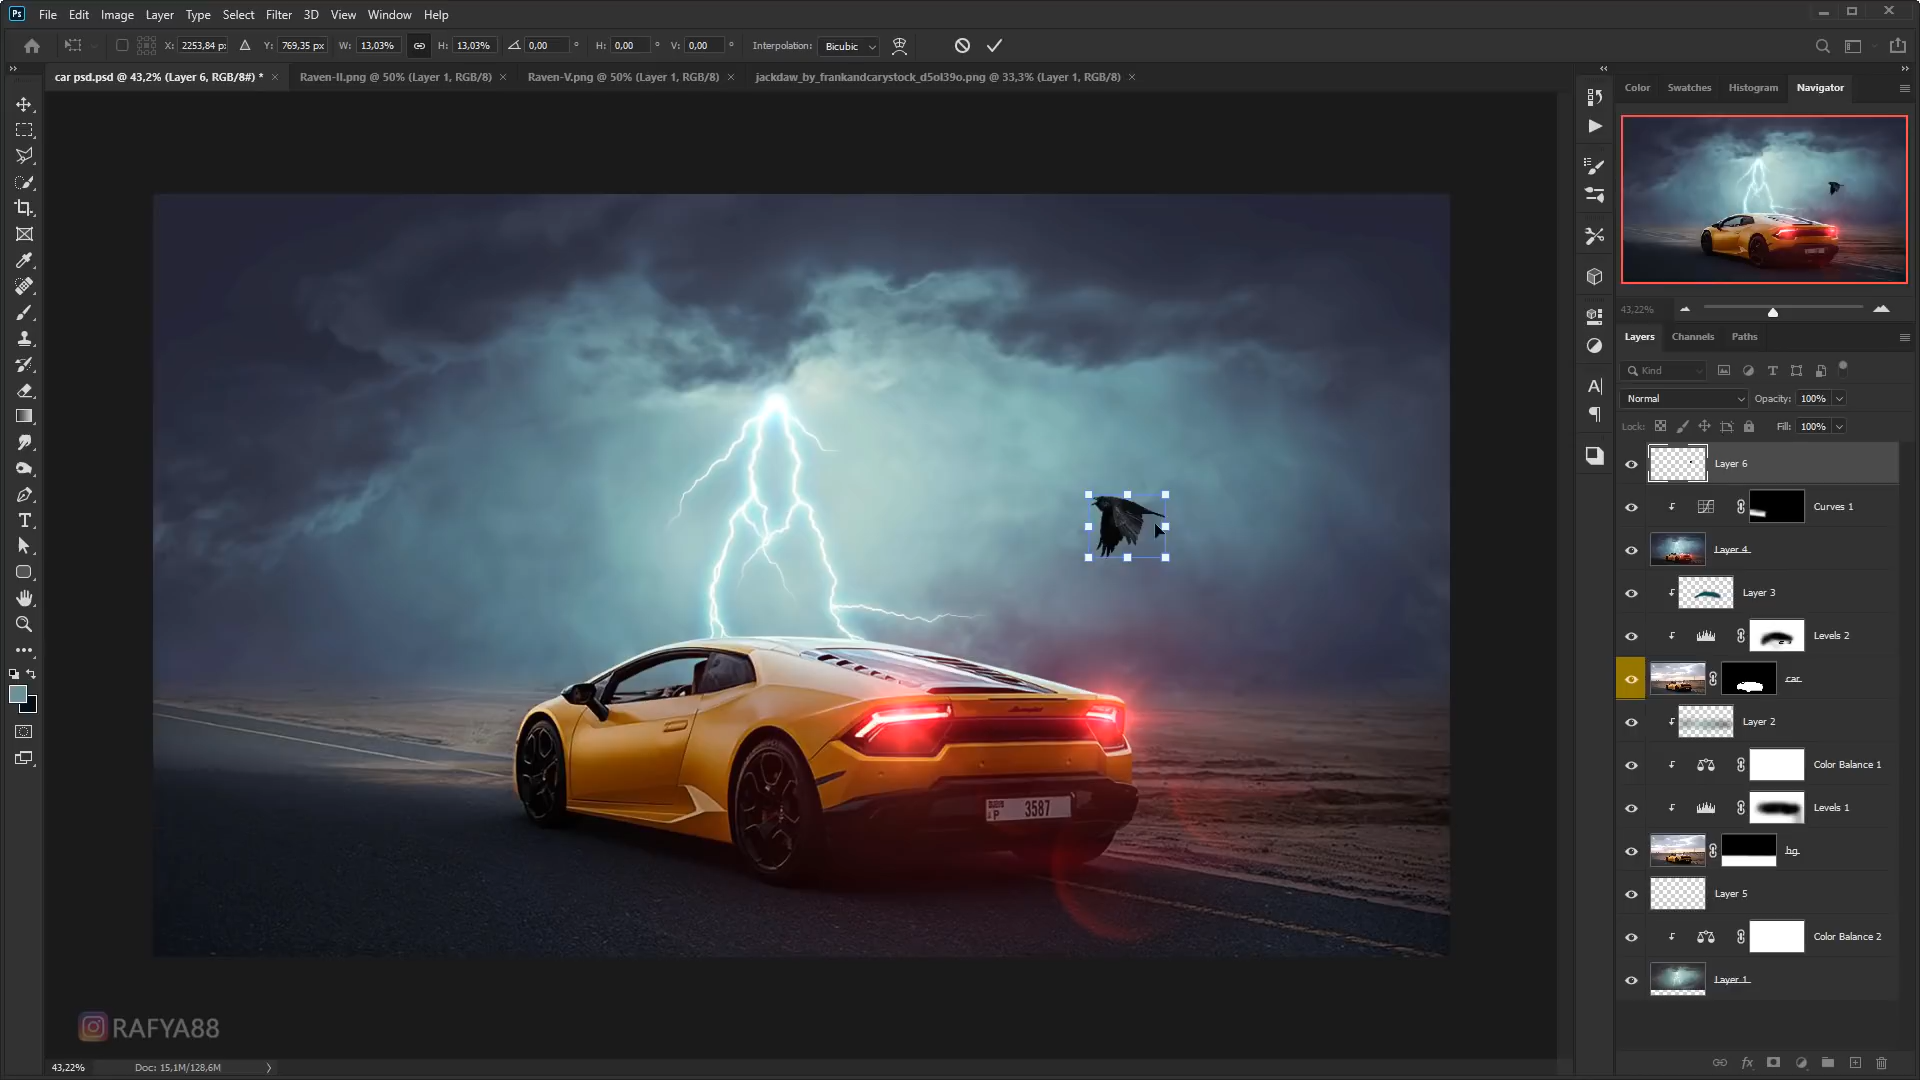 Ps File Edit Image Layer Type Select Filter 3D View Window Help
X: 2253,84 px Y: 769,35 px W: 13,03% H: 13,03% 0,00 ° H: 0,00 ° V: 0,00 ° Interpolation: Bicubic
car psd.psd @ 43,2% (Layer 6, RGB/8#) * × Raven-II.png @ 50% (Layer 1, RGB/8) × Raven-V.png @ 50% (Layer 1, RGB/8) × jackdaw_by_frankandcarystock_d5ol39o.png @ 33,3% (Layer 1, RGB/8) ×
Color Swatches Histogram Navigator
43,22%
Layers Channels Paths
Kind
Normal Opacity: 100%
Lock: Fill: 100%
Layer 6
Curves 1
Layer 4
Layer 3
Levels 2
car
Layer 2
Color Balance 1
Levels 1
bg
Layer 5
Color Balance 2
Layer 1
P 3587
RAFYA88
43,22% Doc: 15,1M/128,6M